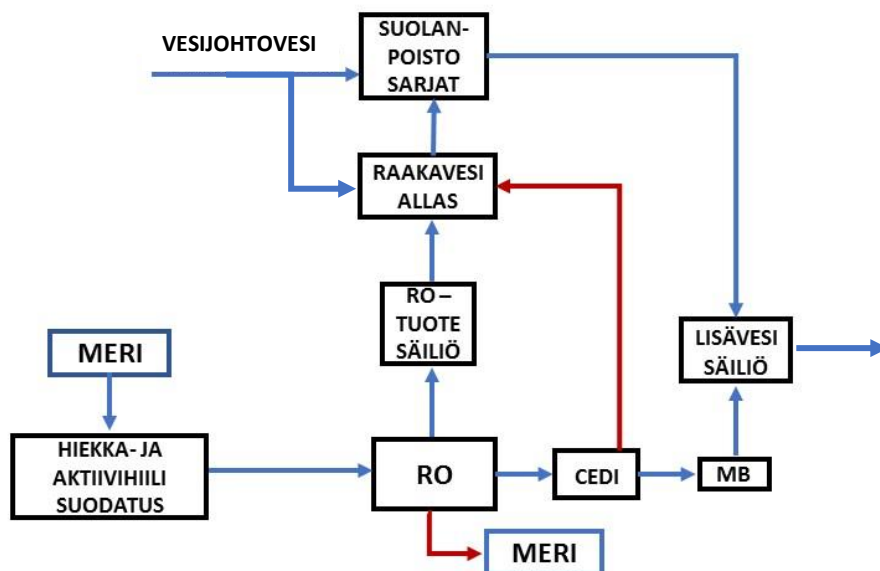 VESIJOHTOVESI
SUOLAN-
POISTO
SARJAT
RAAKAVESI
ALLAS
RO –
TUOTE
SÄILIÖ
MERI
LISÄVESI
SÄILIÖ
HIEKKA- JA
AKTIIVIHIILI
SUODATUS
RO
CEDI
MB
MERI